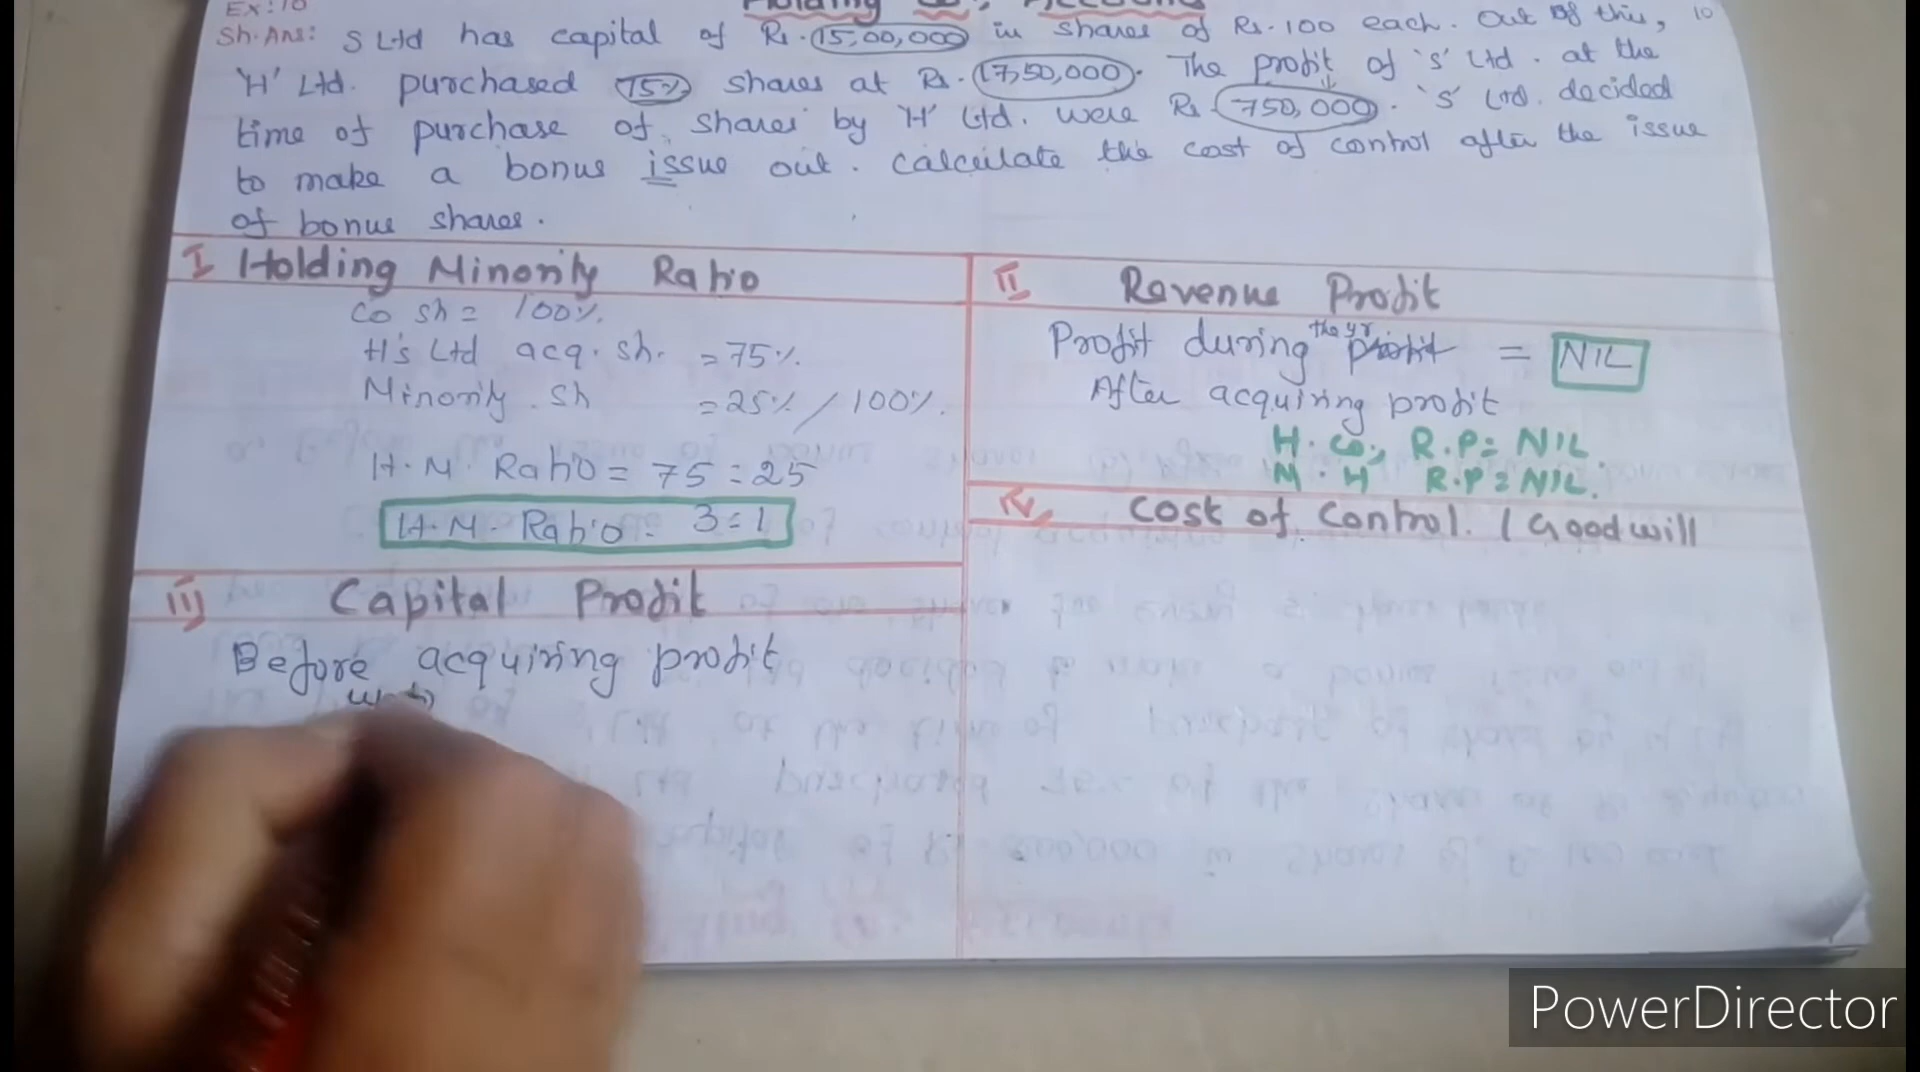 Ex:10
Holding Co., Accounts
Sh.Ans: S Ltd has capital of Rs. 15,00,000 in shares of Rs.100 each. Out of this, 10
'H' Ltd. purchased 75% shares at Rs. 17,50,000. The profit of 'S' Ltd. at the
time of purchase of shares by 'H' Ltd. were Rs 750,000. 'S' Ltd. decided
to make a bonus issue out. calculate the cost of control after the issue
of bonus shares.
I Holding Minority Ratio
Co sh = 100%.
H's Ltd acq. sh. = 75%
Minority. sh = 25% / 100%.
H.M. Ratio = 75 : 25
H.M. Ratio = 3:1
II Revenue Profit
Profit during the yr profit = NIL
After acquiring profit
H. Co., R.P = NIL.
M. H R.P = NIL.
III Capital Profit
Before acquiring profit
IV Cost of Control. / Goodwill
PowerDirector